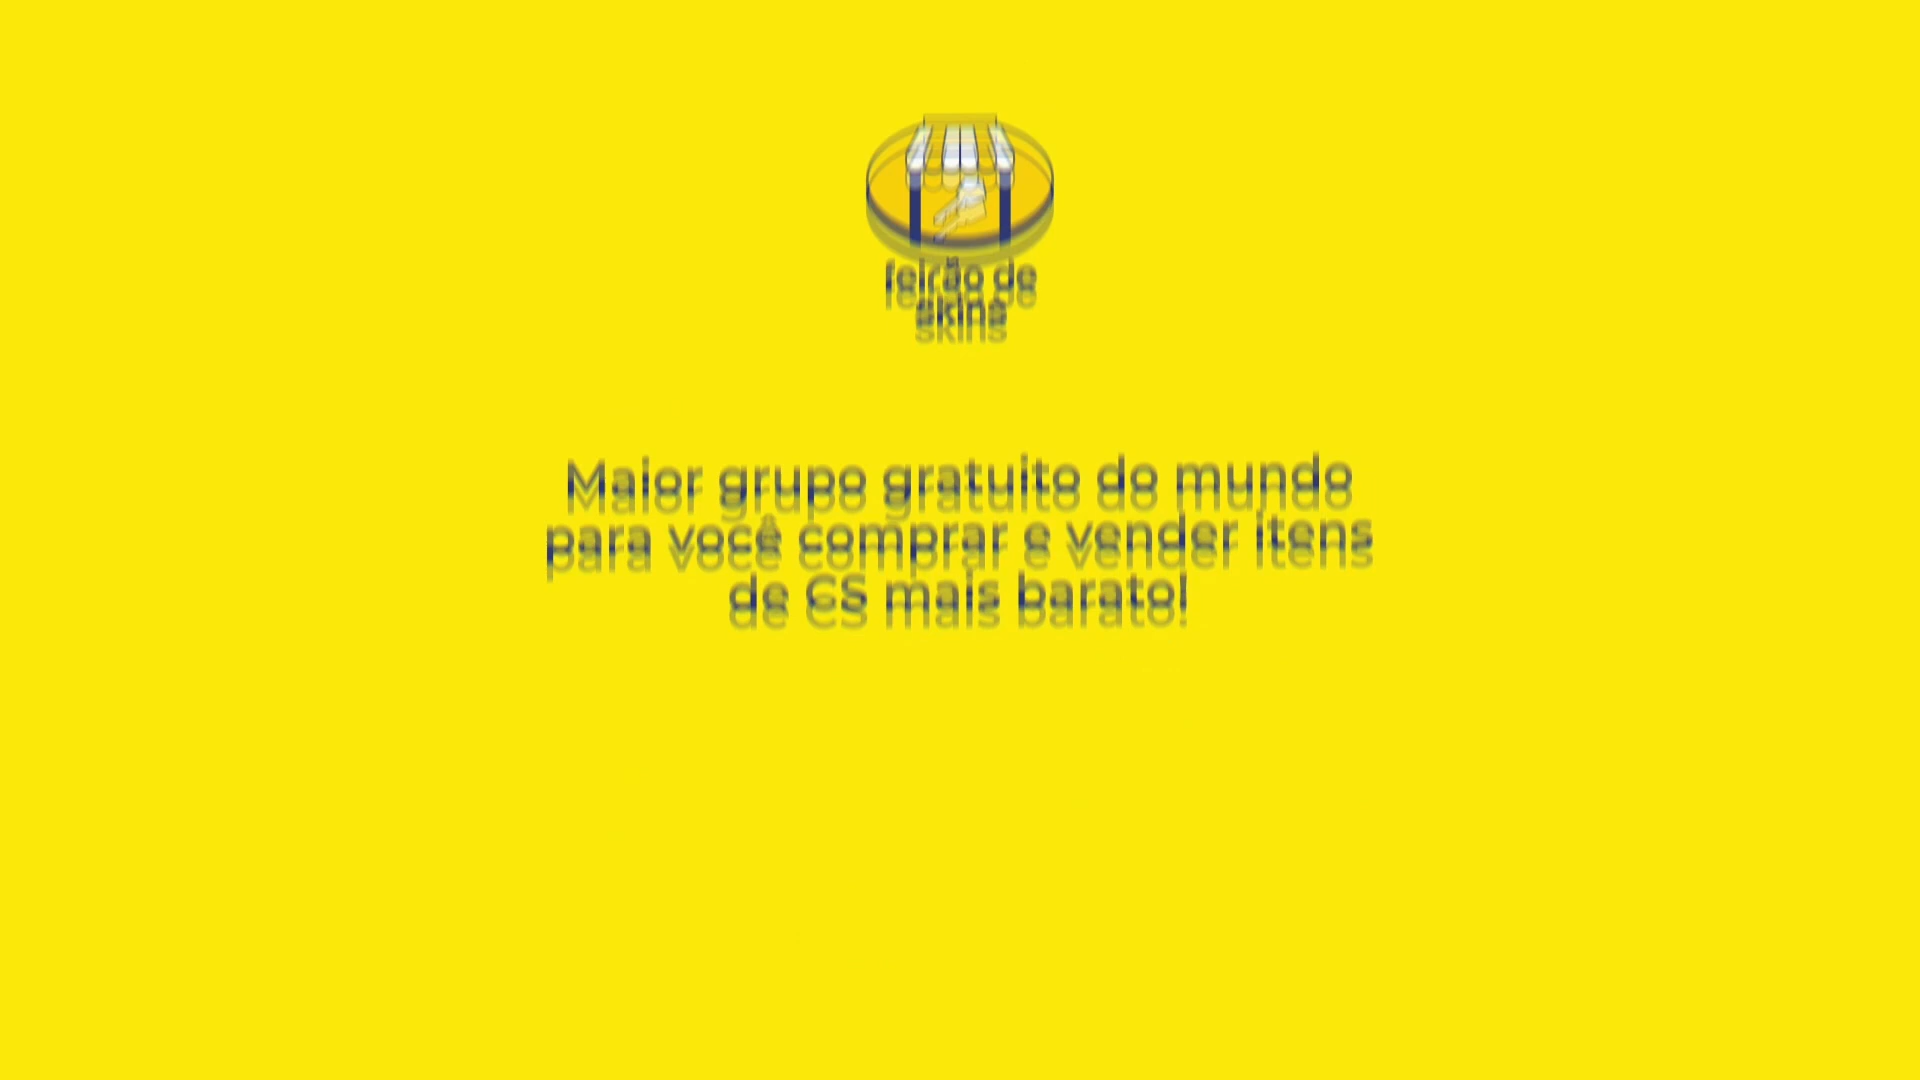 feirão de
skins
Maior grupo gratuito do mundo
para você comprar e vender itens
de CS mais barato!